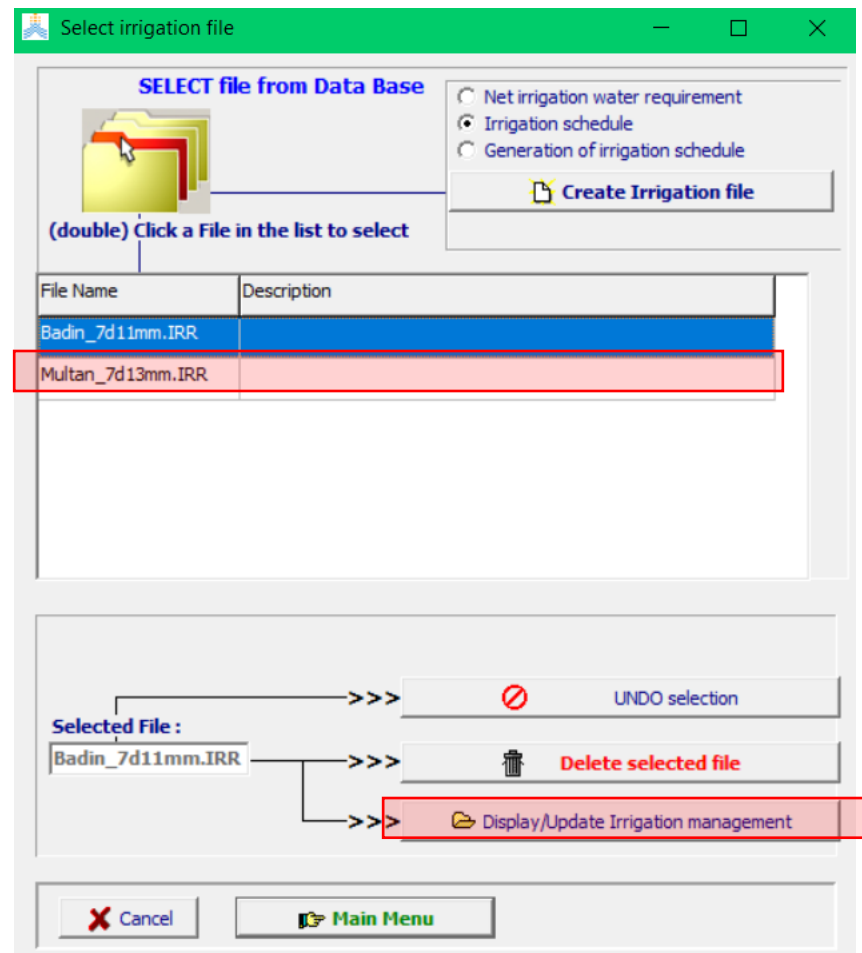 Select irrigation file
SELECT file from Data Base
(double) Click a File in the list to select
Net irrigation water requirement
Irrigation schedule
Generation of irrigation schedule
Create Irrigation file
File Name Description
Badin_7d11mm.IRR
Multan_7d13mm.IRR
>>> UNDO selection
Selected File :
Badin_7d11mm.IRR >>> Delete selected file
>>> Display/Update Irrigation management
Cancel Main Menu